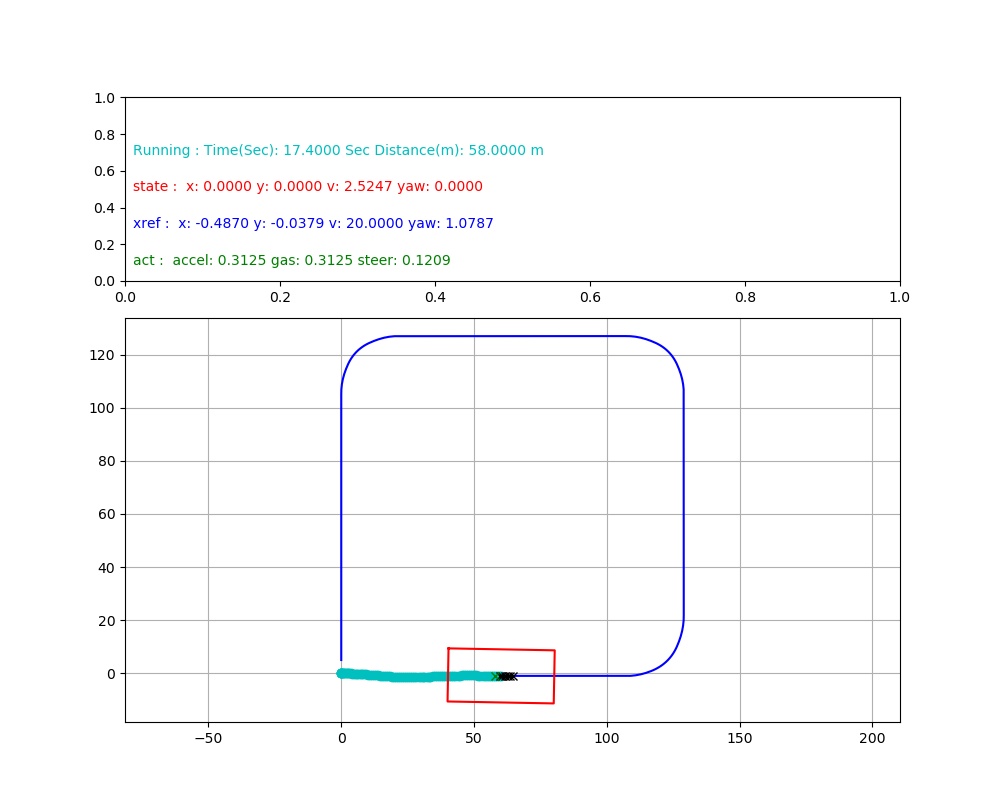 1.0
0.8
0.6
0.4
0.2
0.0
Running : Time(Sec): 17.4000 Sec Distance(m): 58.0000 m
state :  x: 0.0000 y: 0.0000 v: 2.5247 yaw: 0.0000
xref :  x: -0.4870 y: -0.0379 v: 20.0000 yaw: 1.0787
act :  accel: 0.3125 gas: 0.3125 steer: 0.1209
0.0 0.2 0.4 0.6 0.8 1.0
120
100
80
60
40
20
0
−50 0 50 100 150 200